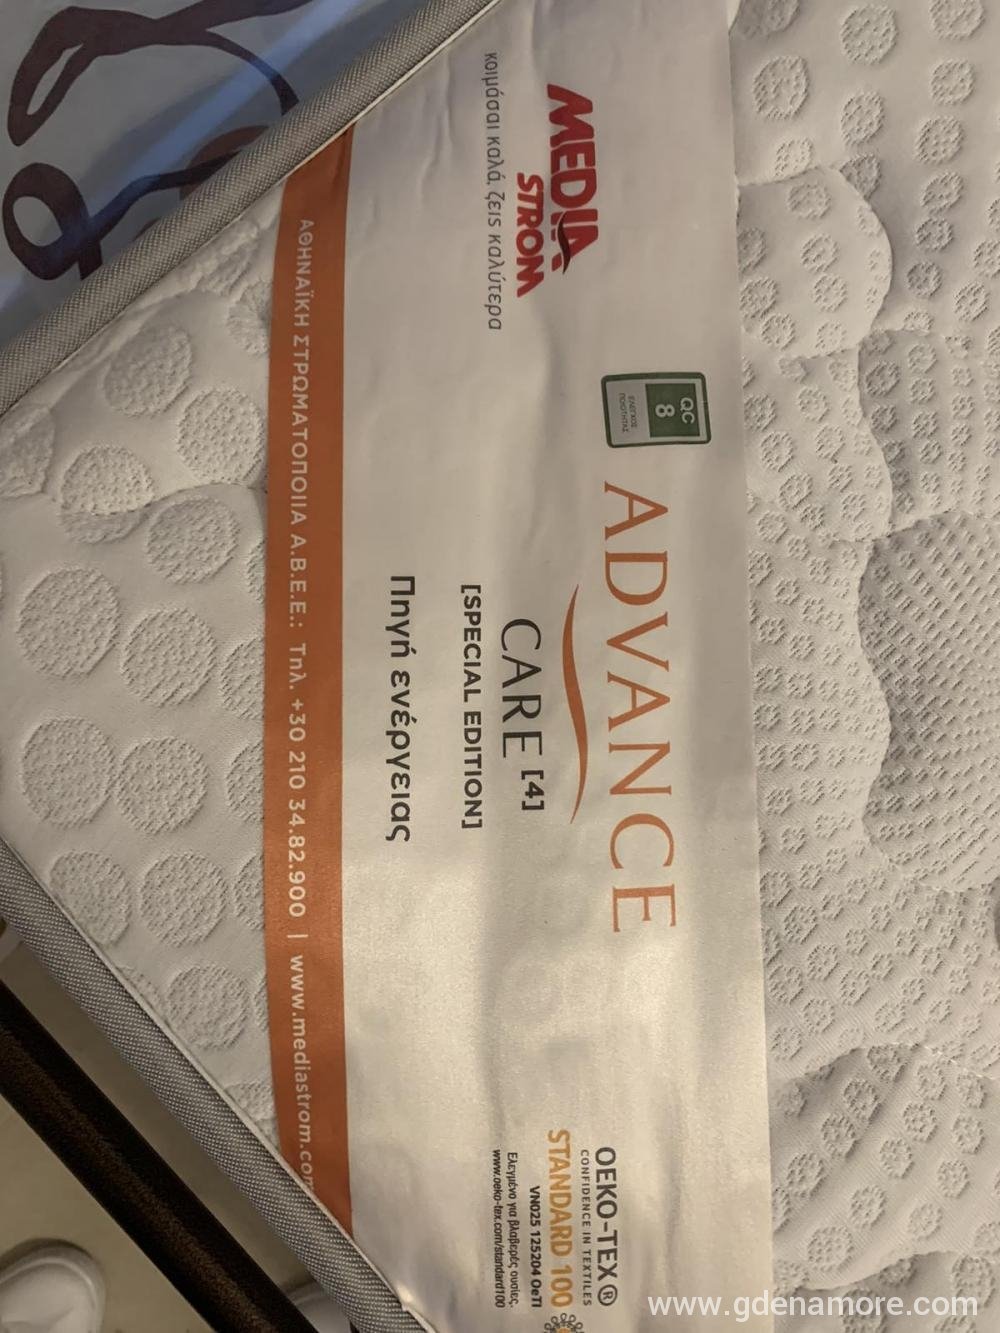 MEDIA
STROM
κοιμάσαι καλά, ζεις καλύτερα
QC
8
ΕΛΕΓΧΟΣ
ΠΟΙΟΤΗΤΑΣ
ADVANCE
CARE [4]
[SPECIAL EDITION]
Πηγή ενέργειας
OEKO-TEX®
CONFIDENCE IN TEXTILES
STANDARD 100
VN025 125204 OeTI
Ελεγμένο για βλαβερές ουσίες.
www.oeko-tex.com/standard100
ΑΘΗΝΑΪΚΗ ΣΤΡΩΜΑΤΟΠΟΙΙΑ Α.Β.Ε.Ε.: Τηλ. +30 210 34.82.900 | www.mediastrom.com
www.gdenamore.com